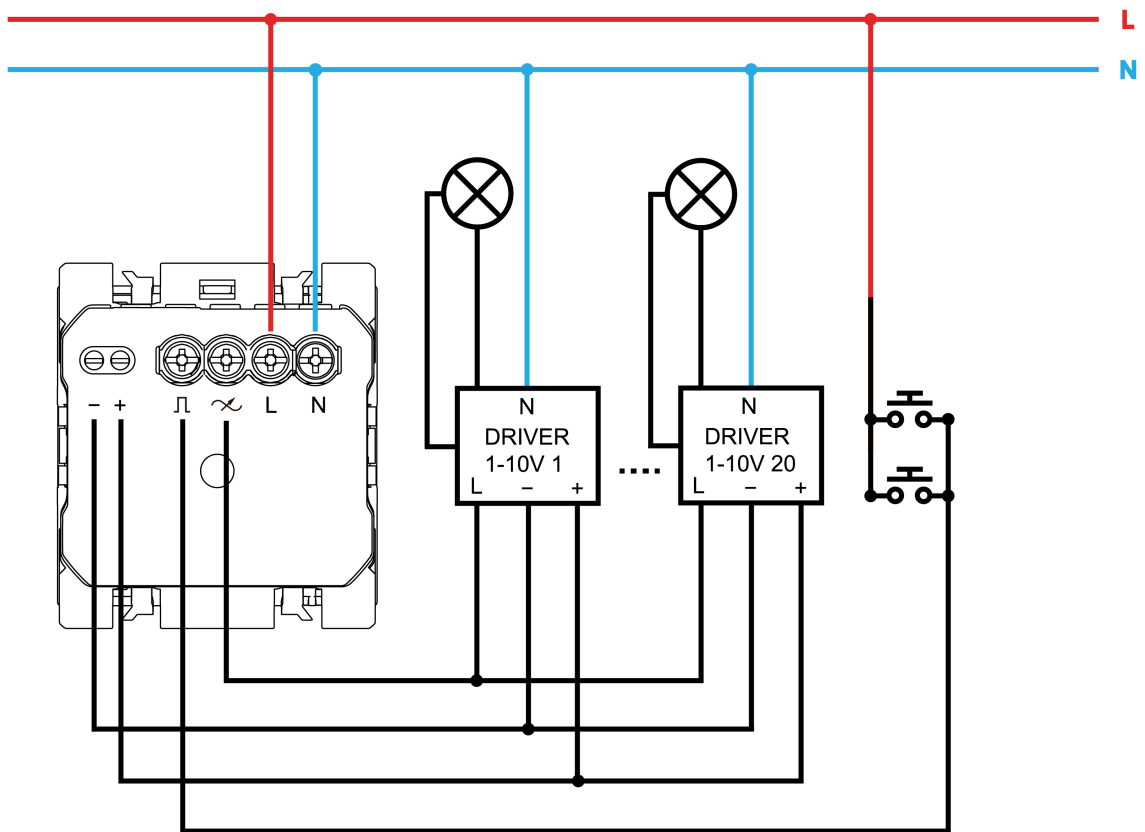 L
N
- + L N
N
DRIVER
1-10V 1
L - +
....
N
DRIVER
1-10V 20
L - +